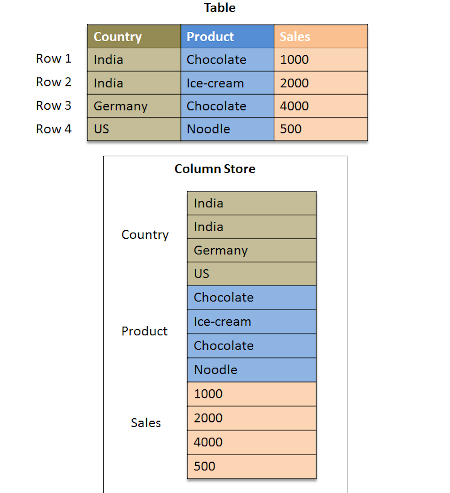 Table
Country Product Sales
Row 1 India Chocolate 1000
Row 2 India Ice-cream 2000
Row 3 Germany Chocolate 4000
Row 4 US Noodle 500
Column Store
India
India
Country
Germany
US
Chocolate
Ice-cream
Product
Chocolate
Noodle
1000
2000
Sales
4000
500